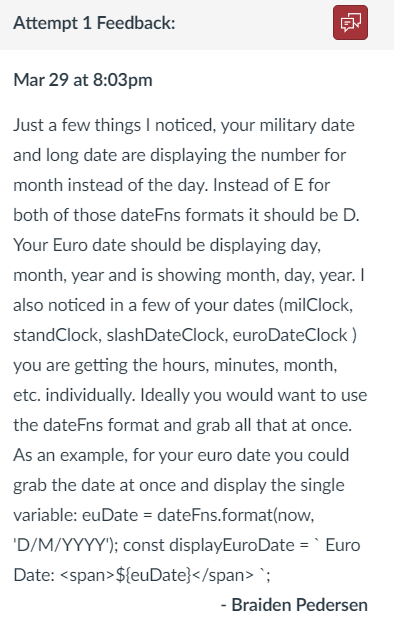 Attempt 1 Feedback:
Mar 29 at 8:03pm
Just a few things I noticed, your military date
and long date are displaying the number for
month instead of the day. Instead of E for
both of those dateFns formats it should be D.
Your Euro date should be displaying day,
month, year and is showing month, day, year. I
also noticed in a few of your dates (milClock,
standClock, slashDateClock, euroDateClock )
you are getting the hours, minutes, month,
etc. individually. Ideally you would want to use
the dateFns format and grab all that at once.
As an example, for your euro date you could
grab the date at once and display the single
variable: euDate = dateFns.format(now,
'D/M/YYYY'); const displayEuroDate = ` Euro
Date: <span>${euDate}</span> `;
- Braiden Pedersen